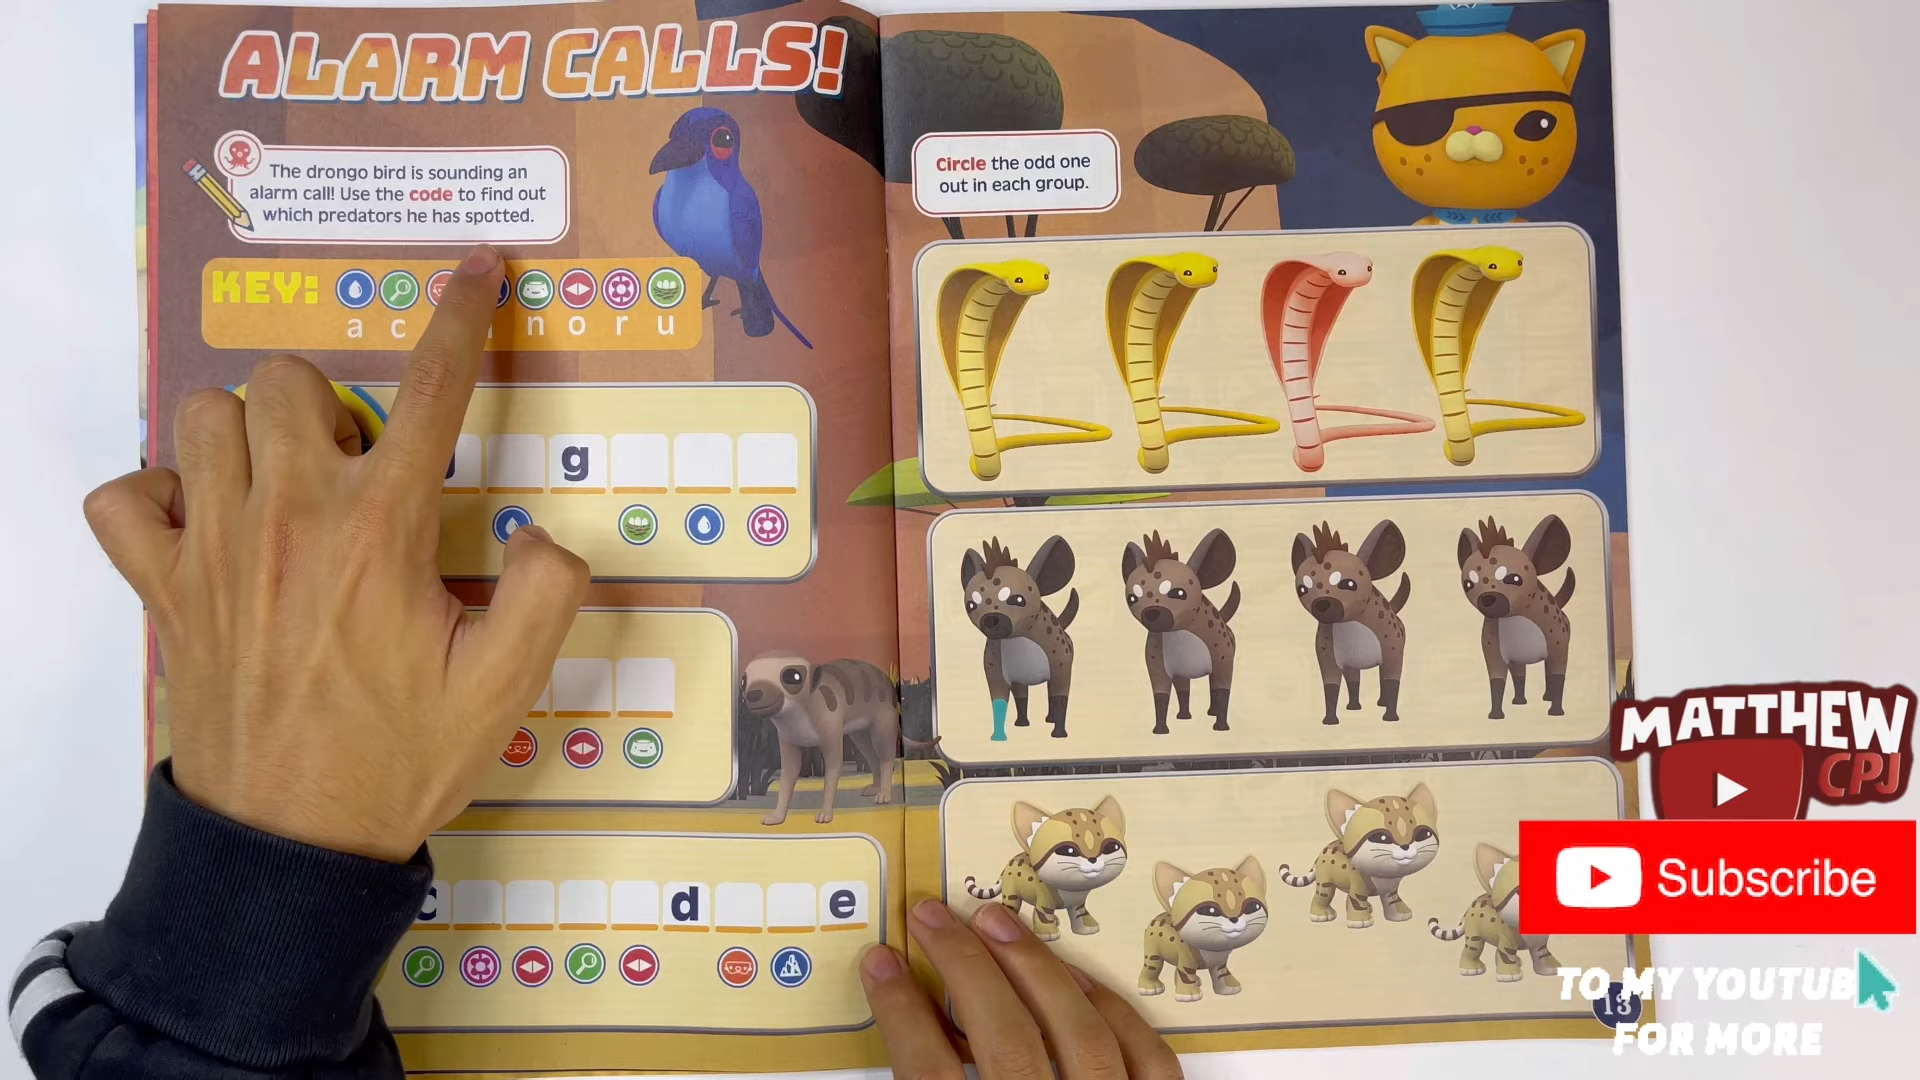 ALARM CALLS!
The drongo bird is sounding an
alarm call! Use the code to find out
which predators he has spotted.
KEY:
a c n o r u
g
c d e
Circle the odd one
out in each group.
MATTHEW
CPJ
Subscribe
TO MY YOUTUB
FOR MORE
13